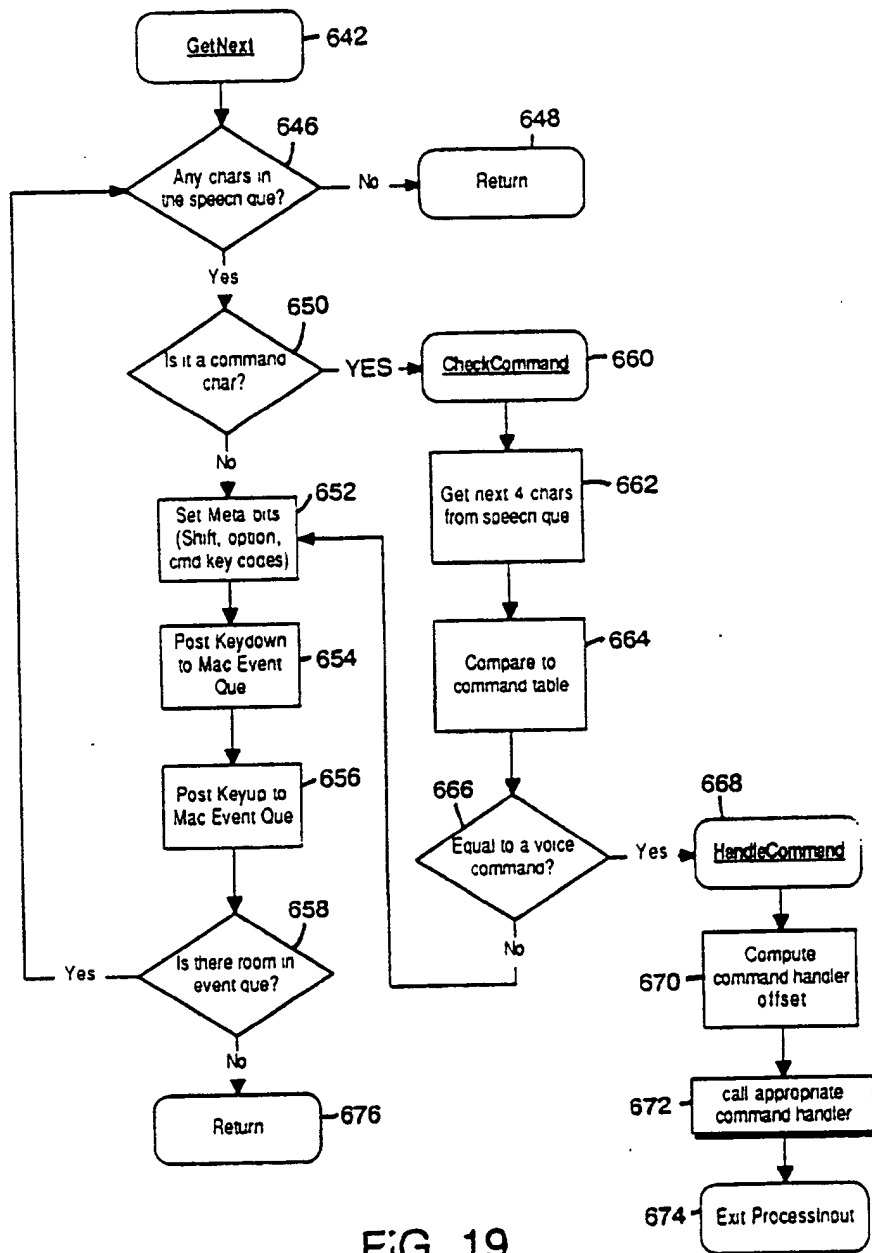 GetNext
642
646
Any chars in
the speech que?
No
648
Return
Yes
650
Is it a command
char?
YES
CheckCommand
660
No
652
Set Meta bits
(Shift, option,
cmd key codes)
Get next 4 chars
from speech que
662
Post Keydown
to Mac Event
Que
654
Compare to
command table
664
Post Keyup to
Mac Event Que
656
666
Equal to a voice
command?
Yes
668
HandleCommand
No
658
Is there room in
event que?
Yes
No
Compute
command handler
offset
670
Return
676
call appropriate
command handler
672
Exit ProcessInput
674
FIG. 19